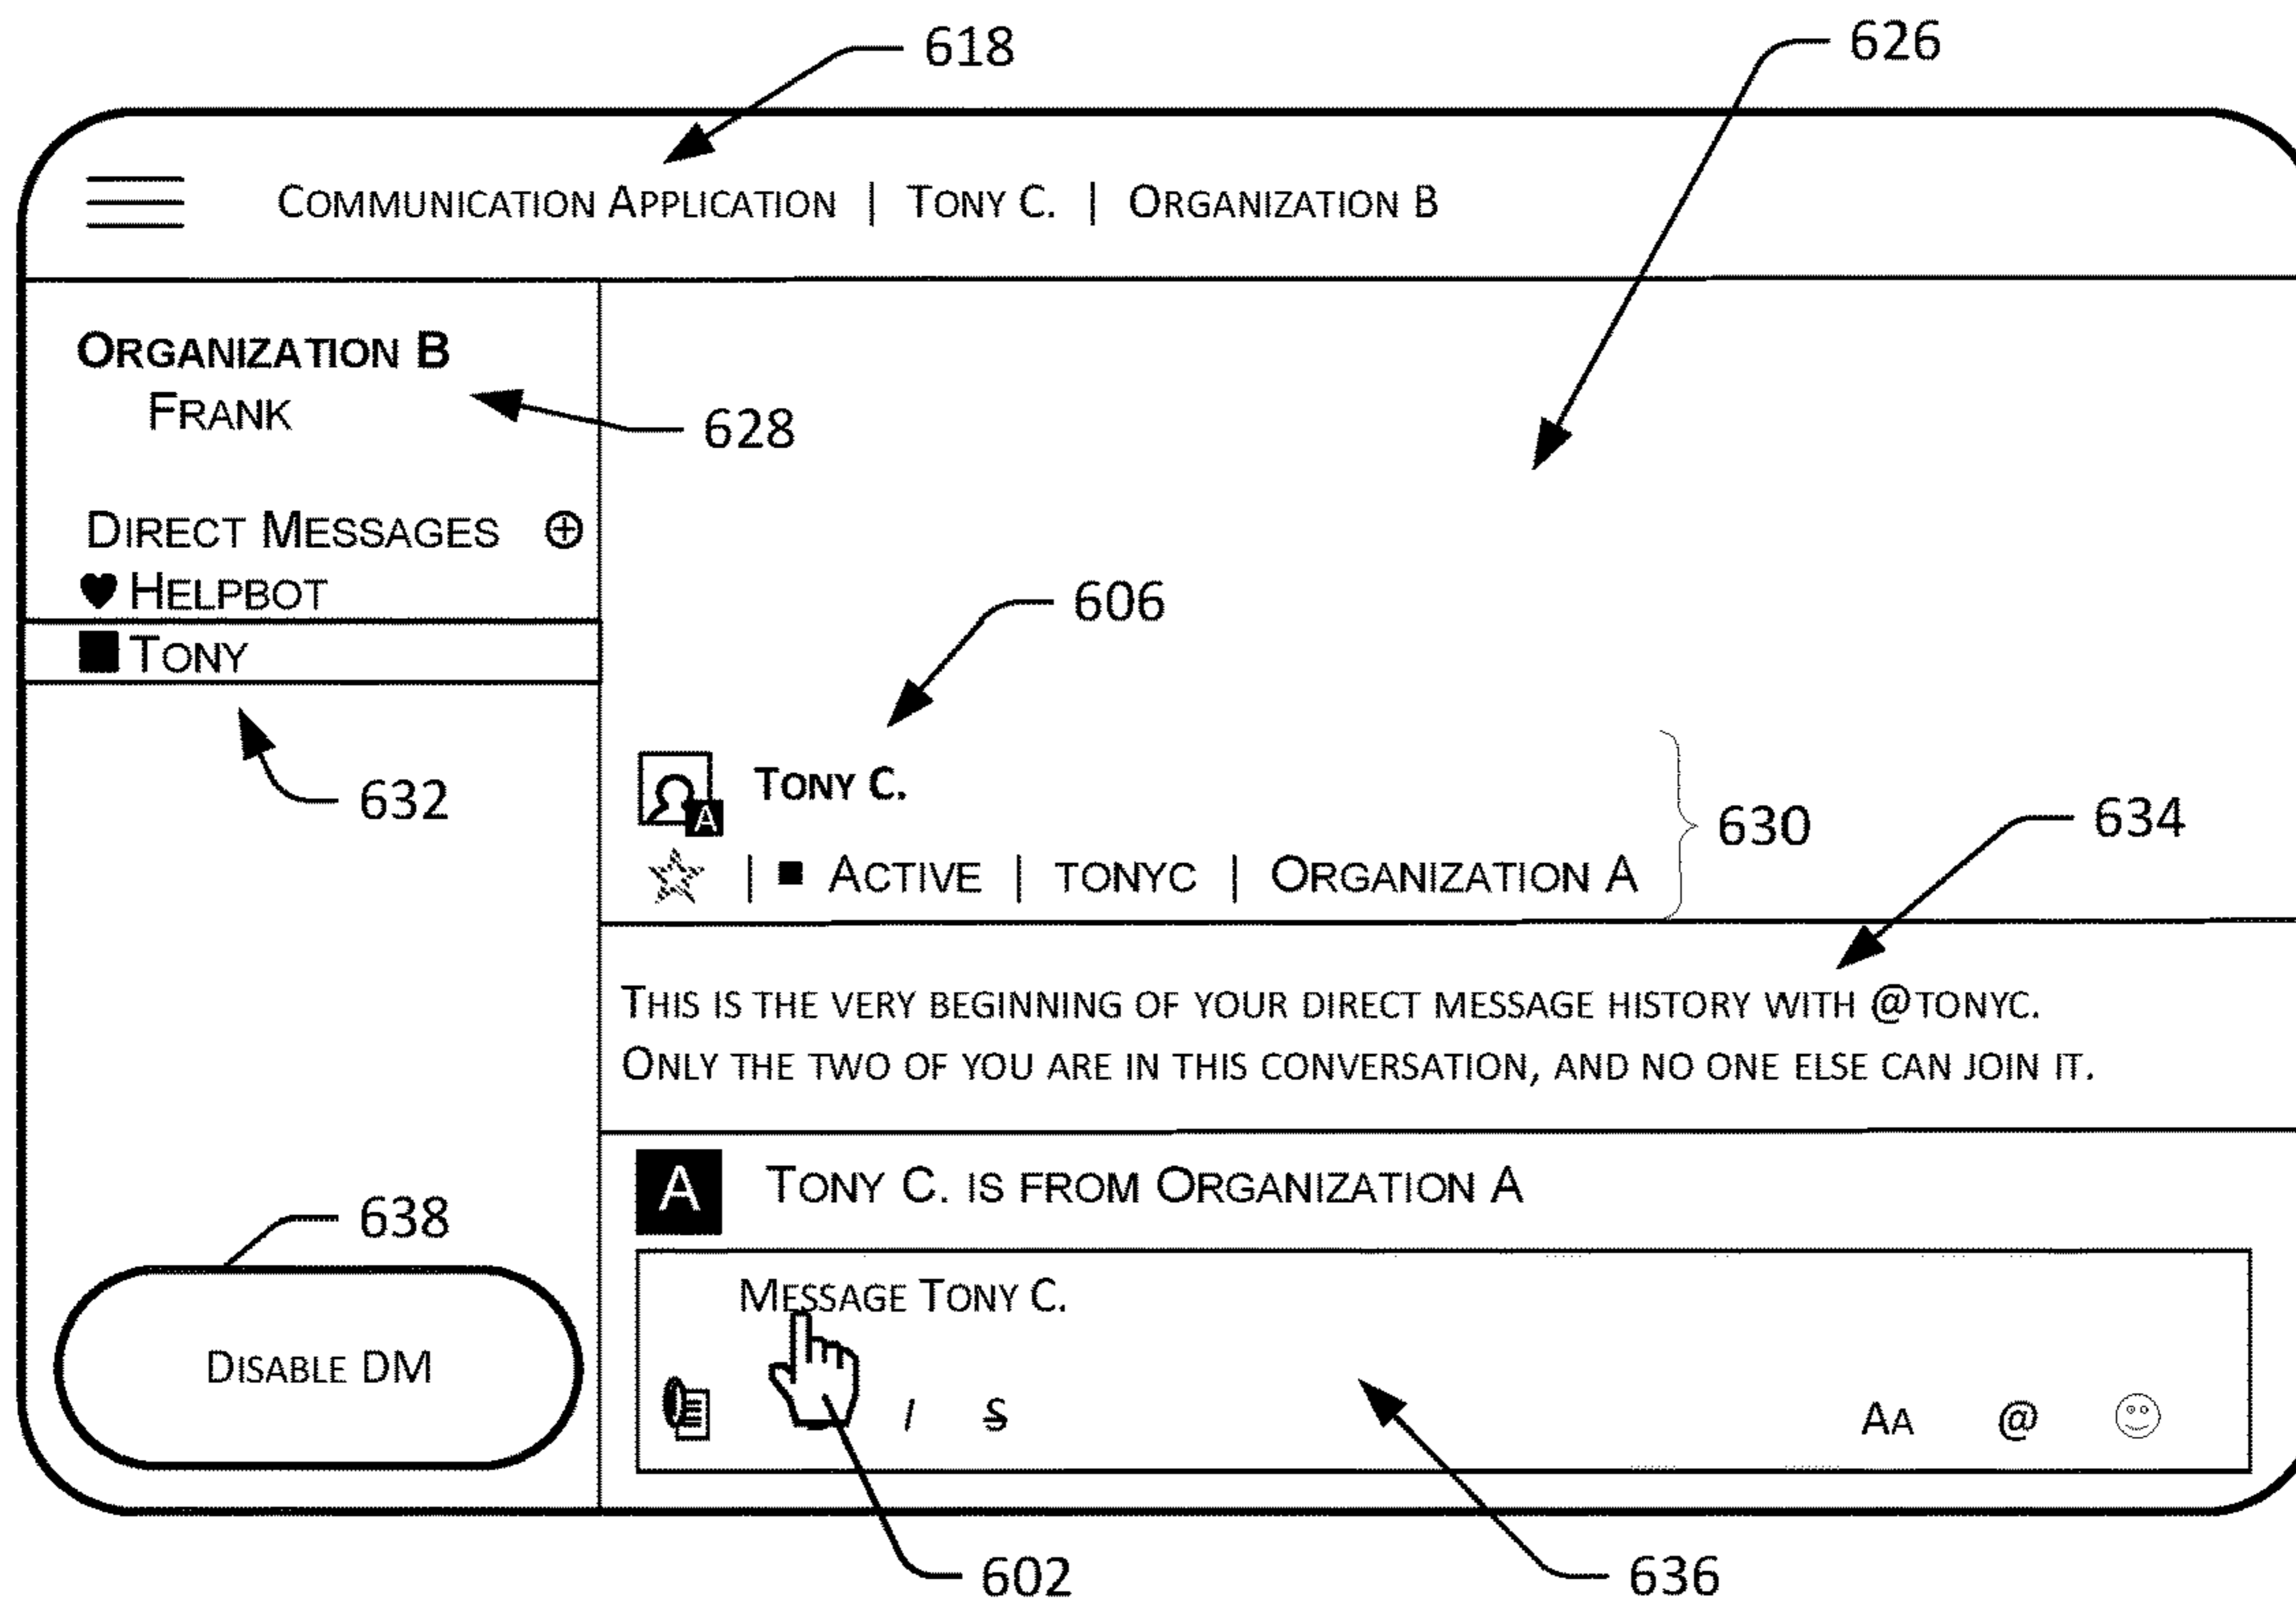 618
626
COMMUNICATION APPLICATION | TONY C. | ORGANIZATION B
ORGANIZATION B
FRANK
628
DIRECT MESSAGES
HELPBOT
TONY
632
606
TONY C.
A
ACTIVE | TONYC | ORGANIZATION A
630
634
THIS IS THE VERY BEGINNING OF YOUR DIRECT MESSAGE HISTORY WITH @TONYC.
ONLY THE TWO OF YOU ARE IN THIS CONVERSATION, AND NO ONE ELSE CAN JOIN IT.
A TONY C. IS FROM ORGANIZATION A
638
DISABLE DM
MESSAGE TONY C.
I S AA @
602
636